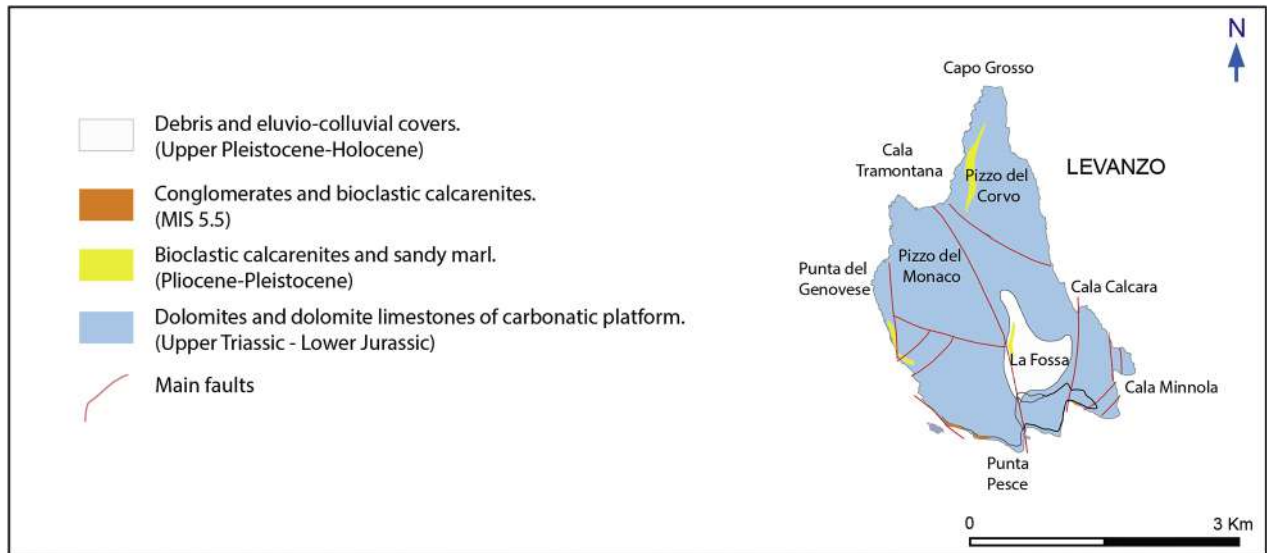 N
Capo Grosso
Debris and eluvio-colluvial covers.
(Upper Pleistocene-Holocene)
Cala
Tramontana
LEVANZO
Pizzo del
Corvo
Conglomerates and bioclastic calcarenites.
(MIS 5.5)
Bioclastic calcarenites and sandy marl.
(Pliocene-Pleistocene)
Pizzo del
Monaco
Punta del
Genovese
Cala Calcara
Dolomites and dolomite limestones of carbonatic platform.
(Upper Triassic - Lower Jurassic)
La Fossa
Main faults
Cala Minnola
Punta
Pesce
0
3 Km